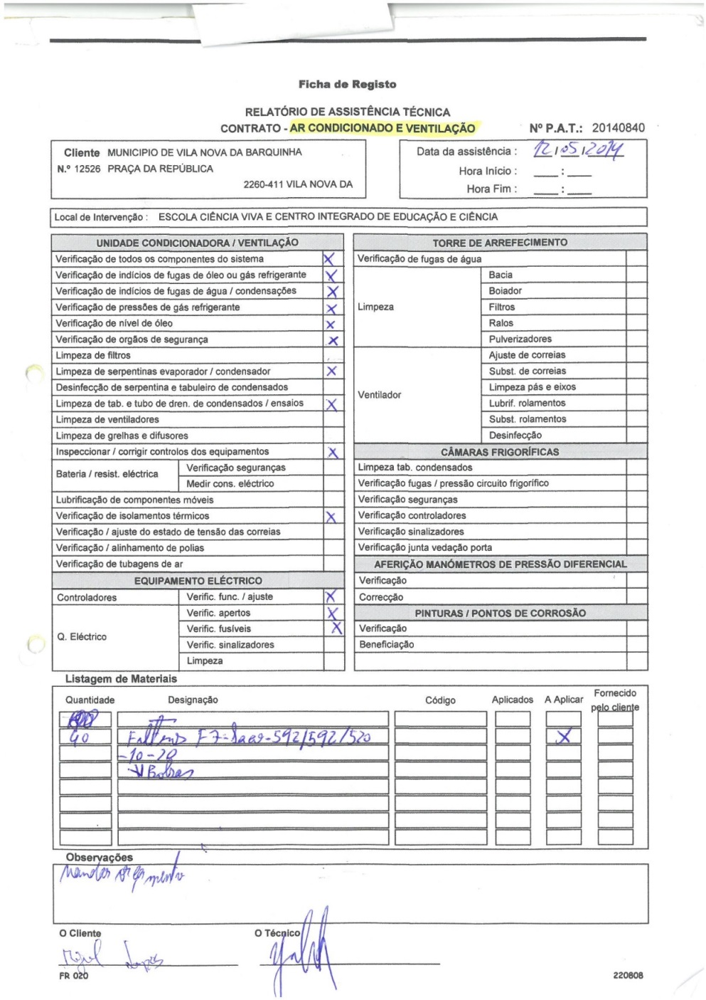 Ficha de Registo
RELATÓRIO DE ASSISTÊNCIA TÉCNICA
CONTRATO - AR CONDICIONADO E VENTILAÇÃO
Nº P.A.T.: 20140840
Cliente MUNICIPIO DE VILA NOVA DA BARQUINHA
N.º 12526 PRAÇA DA REPÚBLICA
2260-411 VILA NOVA DA
Data da assistência : 12/05/2014
Hora Início : ___ : ___
Hora Fim : ___ : ___
Local de Intervenção : ESCOLA CIÊNCIA VIVA E CENTRO INTEGRADO DE EDUCAÇÃO E CIÊNCIA
UNIDADE CONDICIONADORA / VENTILAÇÃO
Verificação de todos os componentes do sistema X
Verificação de indícios de fugas de óleo ou gás refrigerante X
Verificação de indícios de fugas de água / condensações X
Verificação de pressões de gás refrigerante X
Verificação de nível de óleo X
Verificação de orgãos de segurança X
Limpeza de filtros
Limpeza de serpentinas evaporador / condensador X
Desinfecção de serpentina e tabuleiro de condensados
Limpeza de tab. e tubo de dren. de condensados / ensaios X
Limpeza de ventiladores
Limpeza de grelhas e difusores
Inspeccionar / corrigir controlos dos equipamentos X
Bateria / resist. eléctrica
Verificação seguranças
Medir cons. eléctrico
Lubrificação de componentes móveis
Verificação de isolamentos térmicos X
Verificação / ajuste do estado de tensão das correias
Verificação / alinhamento de polias
Verificação de tubagens de ar
EQUIPAMENTO ELÉCTRICO
Controladores Verific. func. / ajuste X
Q. Eléctrico
Verific. apertos X
Verific. fusíveis X
Verific. sinalizadores
Limpeza
TORRE DE ARREFECIMENTO
Verificação de fugas de água
Limpeza
Bacia
Boiador
Filtros
Ralos
Pulverizadores
Ventilador
Ajuste de correias
Subst. de correias
Limpeza pás e eixos
Lubrif. rolamentos
Subst. rolamentos
Desinfecção
CÂMARAS FRIGORÍFICAS
Limpeza tab. condensados
Verificação fugas / pressão circuito frigorífico
Verificação seguranças
Verificação controladores
Verificação sinalizadores
Verificação junta vedação porta
AFERIÇÃO MANÓMETROS DE PRESSÃO DIFERENCIAL
Verificação
Correcção
PINTURAS / PONTOS DE CORROSÃO
Verificação
Beneficiação
Listagem de Materiais
Quantidade Designação Código Aplicados A Aplicar Fornecido pelo cliente
40 Filtros F7- -592/592/520 X
-10-20
Bolsas
Observações
Mandar orçamento
O Cliente
O Técnico
Lopes
FR 020
220808